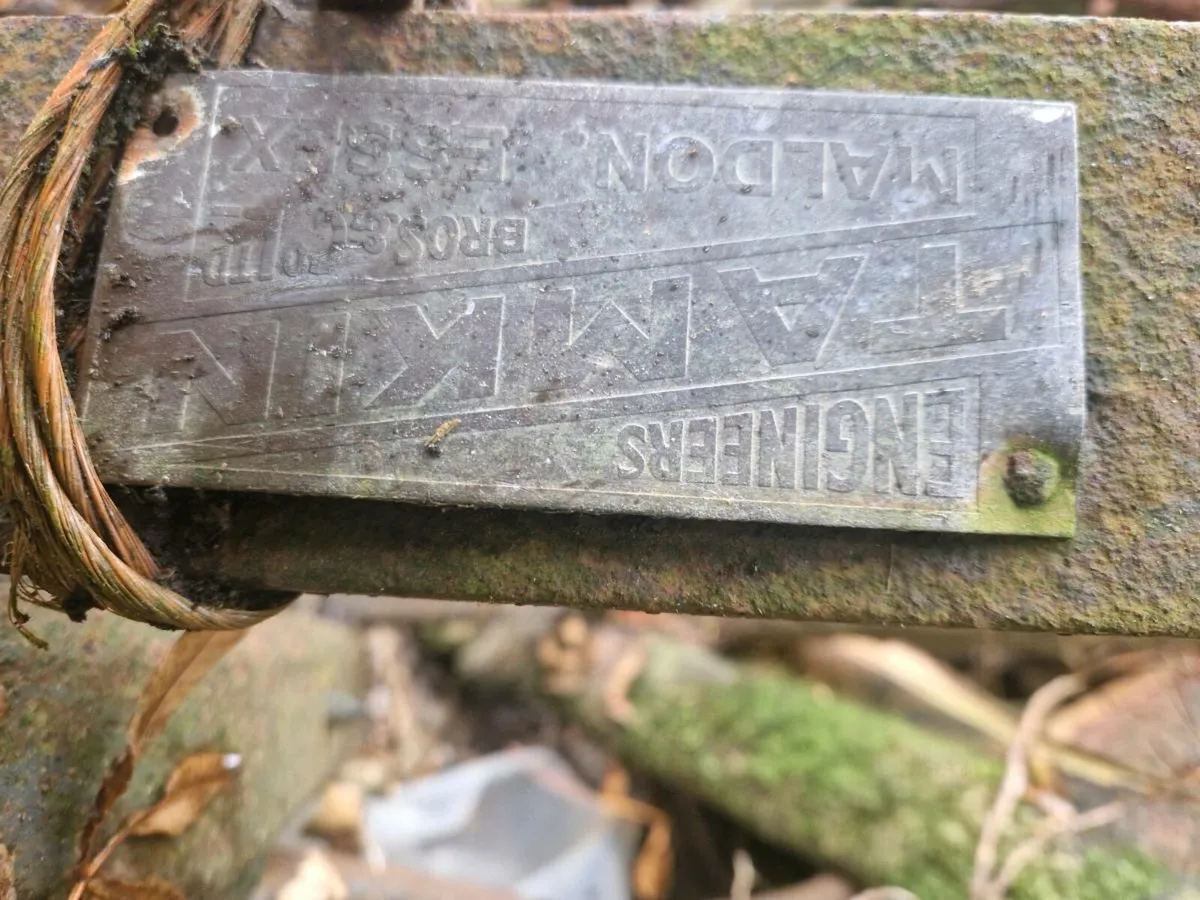 ENGINEERS
TAMKIN
BROS. & Co LTD
MALDON, ESSEX